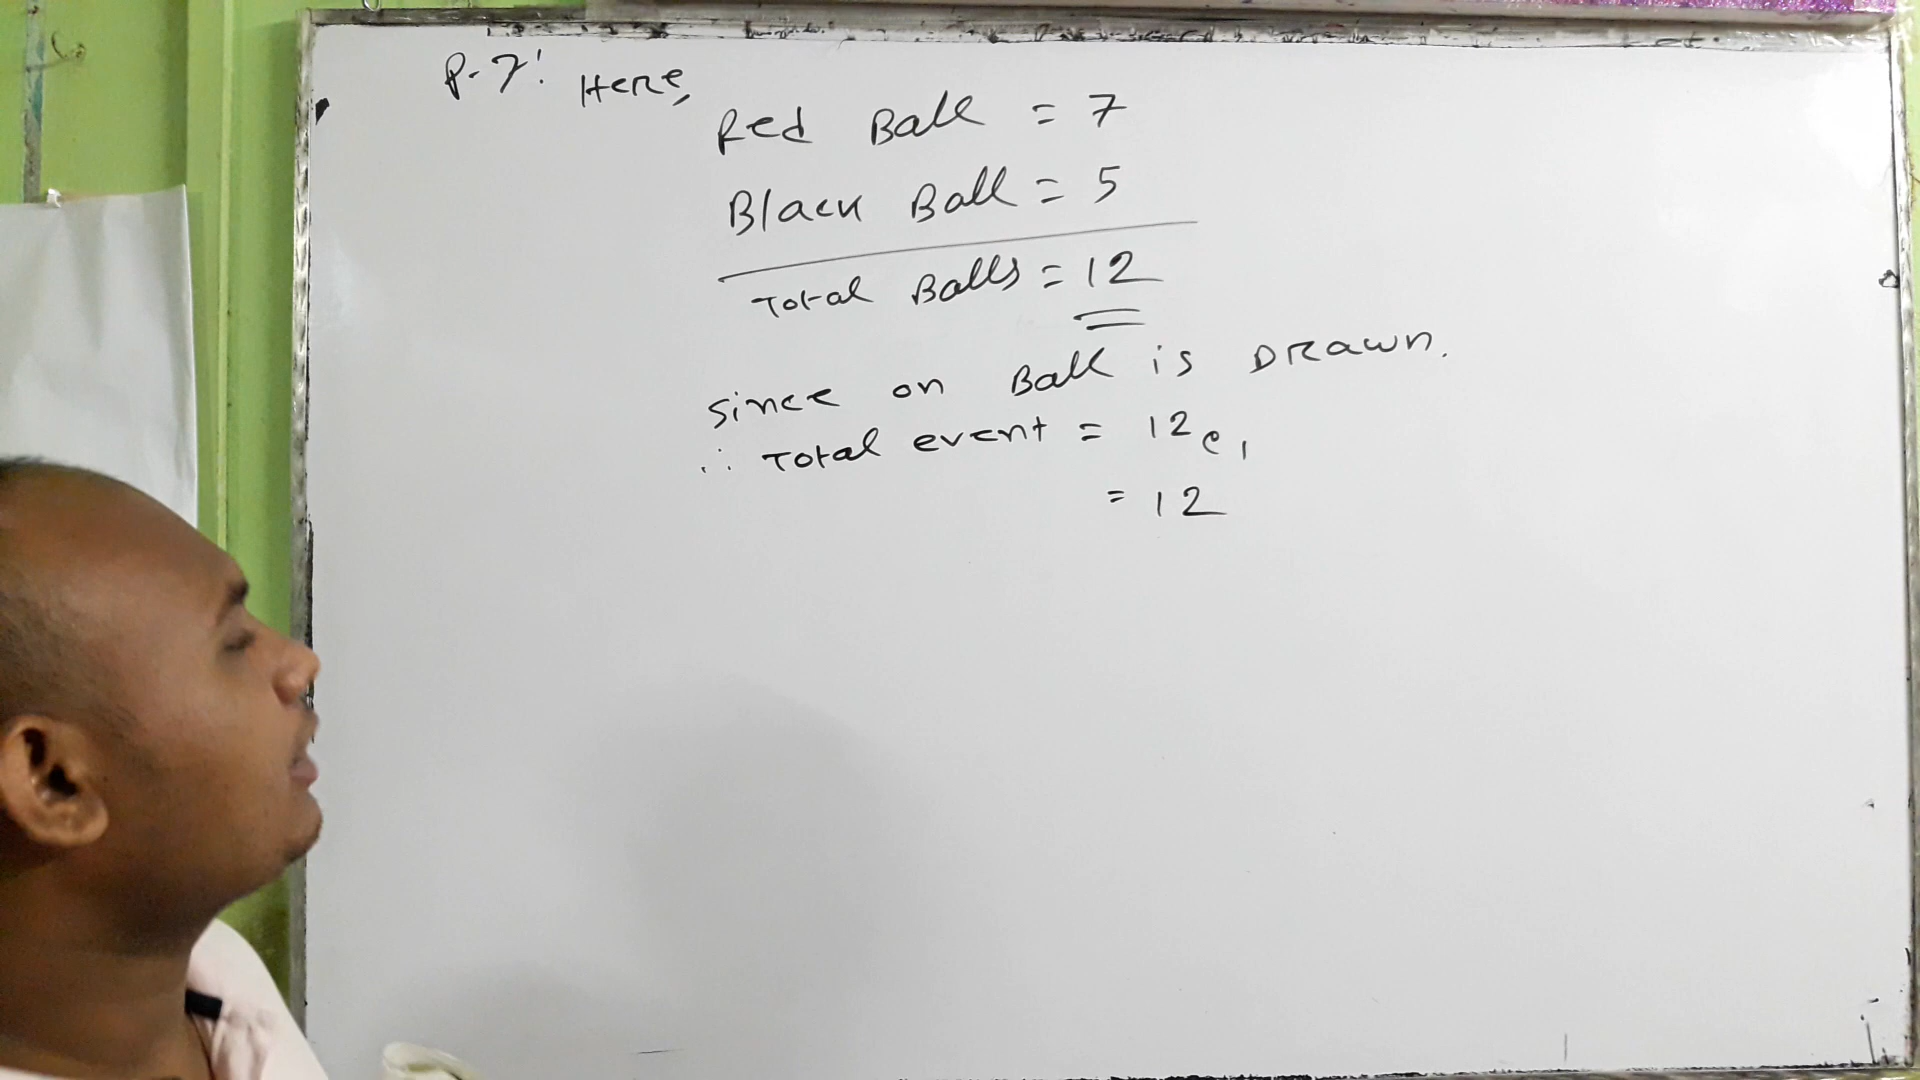 P-7: Here,
Red Ball = 7
Black Ball = 5
Total Balls = 12
Since on Ball is Drawn.
∴ Total event = 12c1
= 12